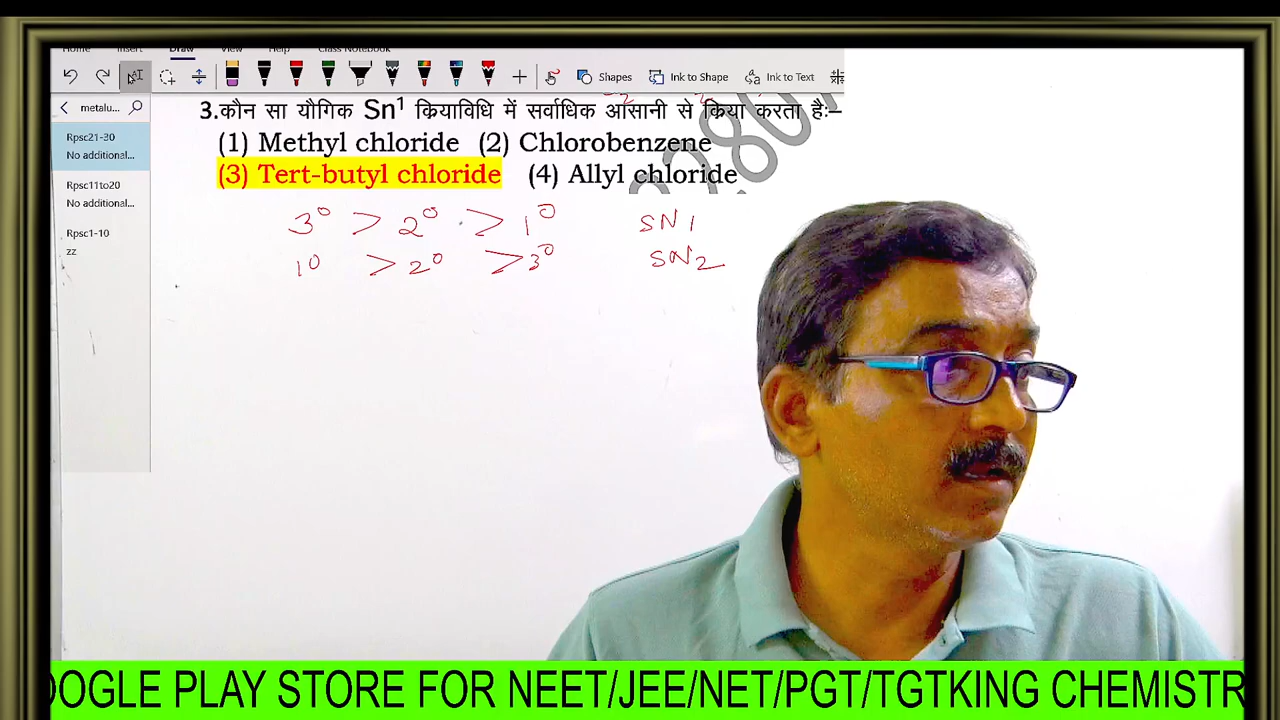 Home Insert Draw View Help Class Notebook
Shapes Ink to Shape Ink to Text
metalu...
Rpsc21-30
No additional...
Rpsc11to20
No additional...
Rpsc1-10
zz
3.कौन सा यौगिक Sn¹ क्रियाविधि में सर्वाधिक आसानी से क्रिया करता है:–
(1) Methyl chloride (2) Chlorobenzene
(3) Tert-butyl chloride (4) Allyl chloride
3° > 2° > 1° SN1
1° > 2° > 3° SN2
OOGLE PLAY STORE FOR NEET/JEE/NET/PGT/TGTKING CHEMISTR